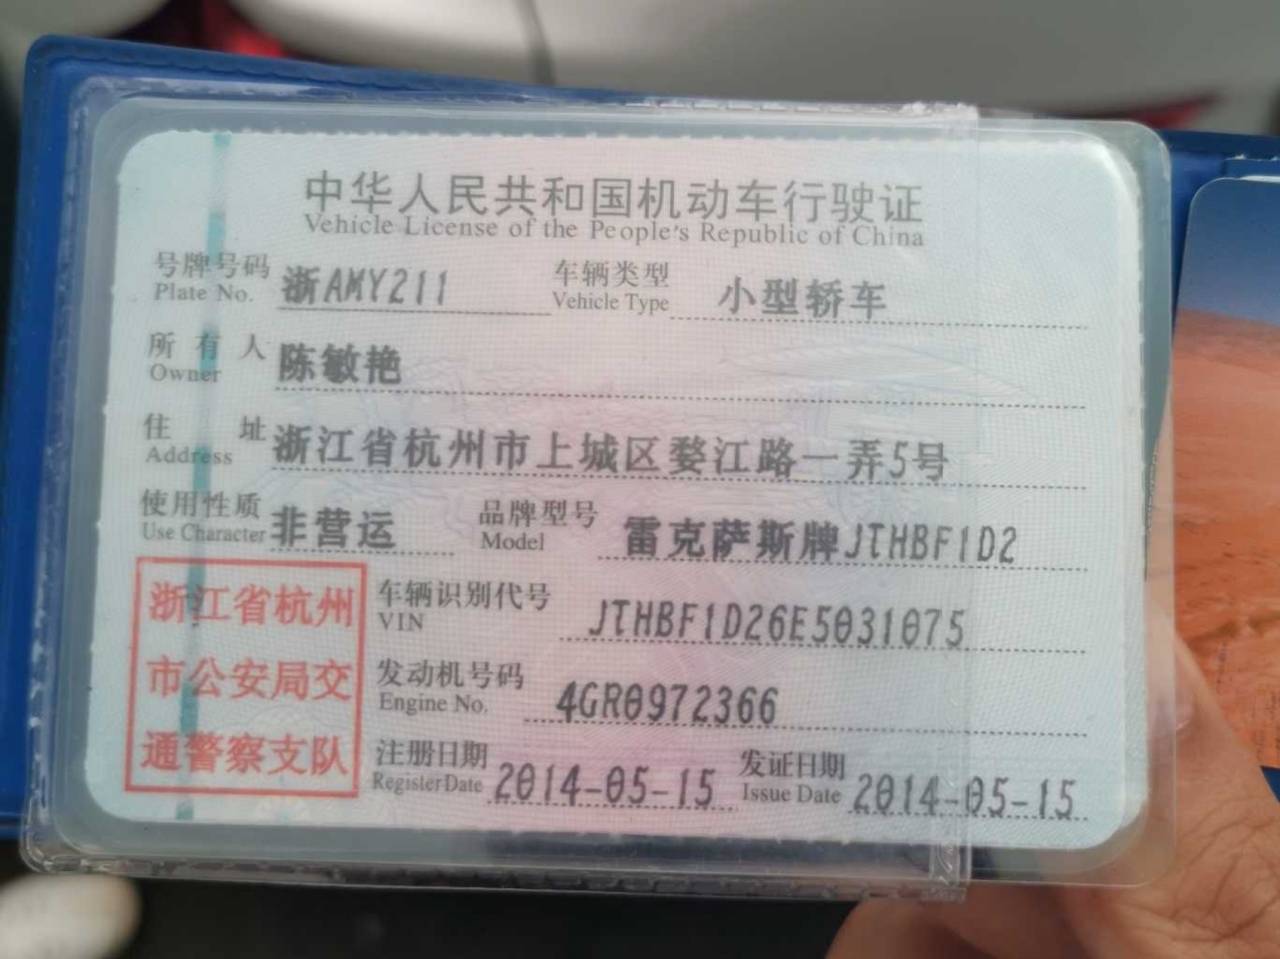 中华人民共和国机动车行驶证
Vehicle License of the People's Republic of China
号牌号码 浙AMY211 车辆类型 小型轿车
Plate No. Vehicle Type
所有人 陈敏艳
Owner
住址 浙江省杭州市上城区婺江路一弄5号
Address
使用性质 非营运 品牌型号 雷克萨斯牌JTHBF1D2
Use Character Model
浙江省杭州
市公安局交
通警察支队
车辆识别代号 JTHBF1D26E5031075
VIN
发动机号码 4GR0972366
Engine No.
注册日期 2014-05-15 发证日期 2014-05-15
Register Date Issue Date